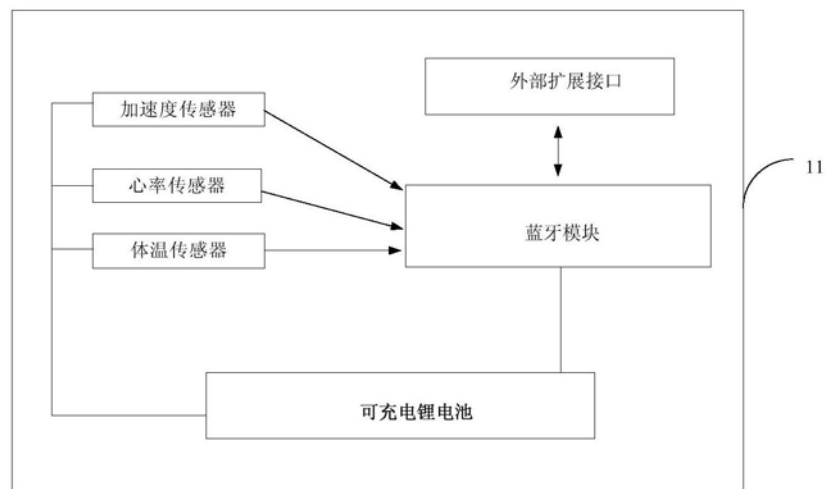 外部扩展接口
加速度传感器
11
心率传感器
蓝牙模块
体温传感器
可充电锂电池